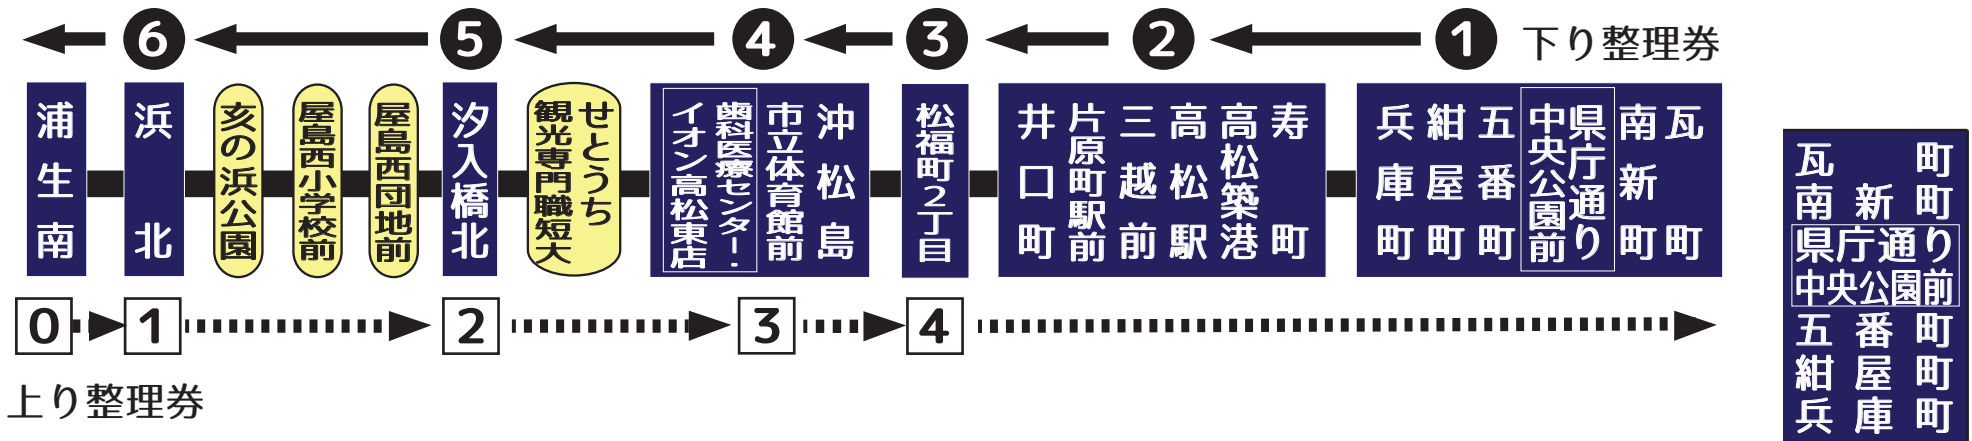 6
5
4
3
2
1
下り整理券
浦生南
浜北
亥の浜公園
屋島西小学校前
屋島西団地前
汐入橋北
せとうち
観光専門職短大
歯科医療センター・
イオン高松東店
沖松島
市立体育館前
松福町2丁目
寿町
高松築港
高松駅
三越前
片原町駅前
井口町
瓦町
南新町
県庁通り
中央公園前
五番町
紺屋町
兵庫町
0
1
2
3
4
上り整理券
瓦町
南新町
県庁通り
中央公園前
五番町
紺屋町
兵庫町